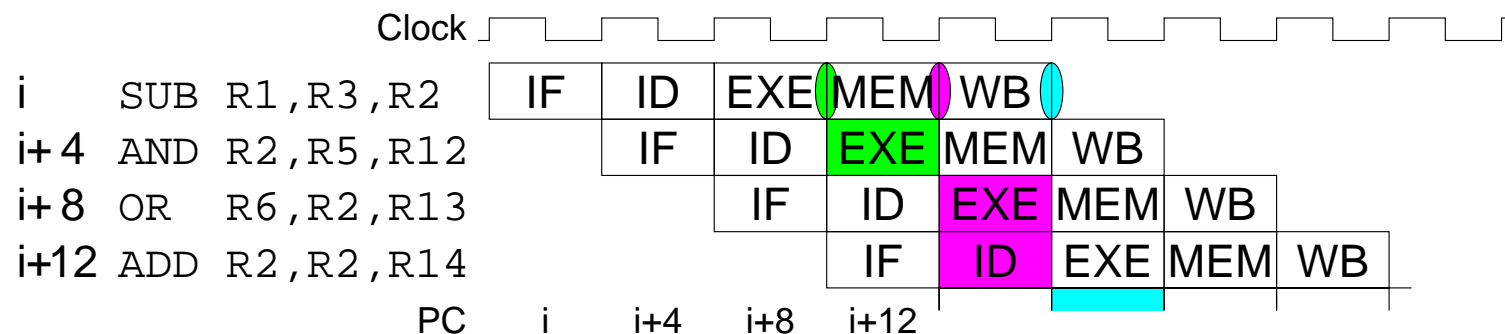 Clock
i SUB R1,R3,R2 IF ID EXE MEM WB
i+4 AND R2,R5,R12 IF ID EXE MEM WB
i+8 OR R6,R2,R13 IF ID EXE MEM WB
i+12 ADD R2,R2,R14 IF ID EXE MEM WB
PC i i+4 i+8 i+12